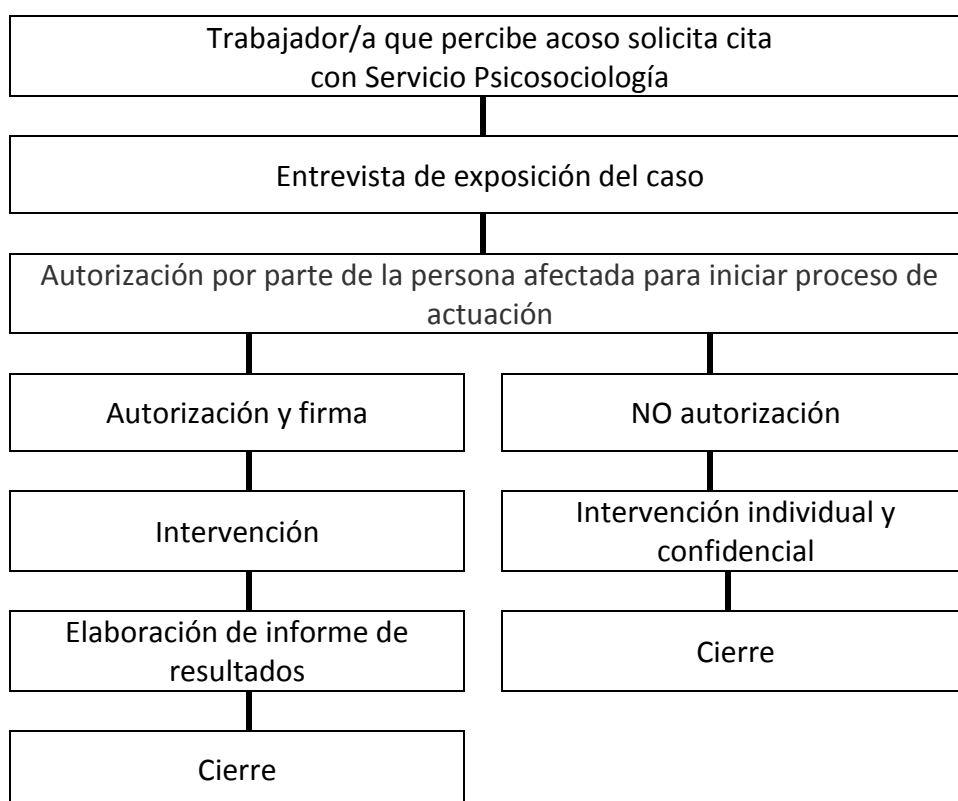 Trabajador/a que percibe acoso solicita cita
con Servicio Psicosociología
Entrevista de exposición del caso
Autorización por parte de la persona afectada para iniciar proceso de
actuación
Autorización y firma
NO autorización
Intervención
Intervención individual y
confidencial
Elaboración de informe de
resultados
Cierre
Cierre